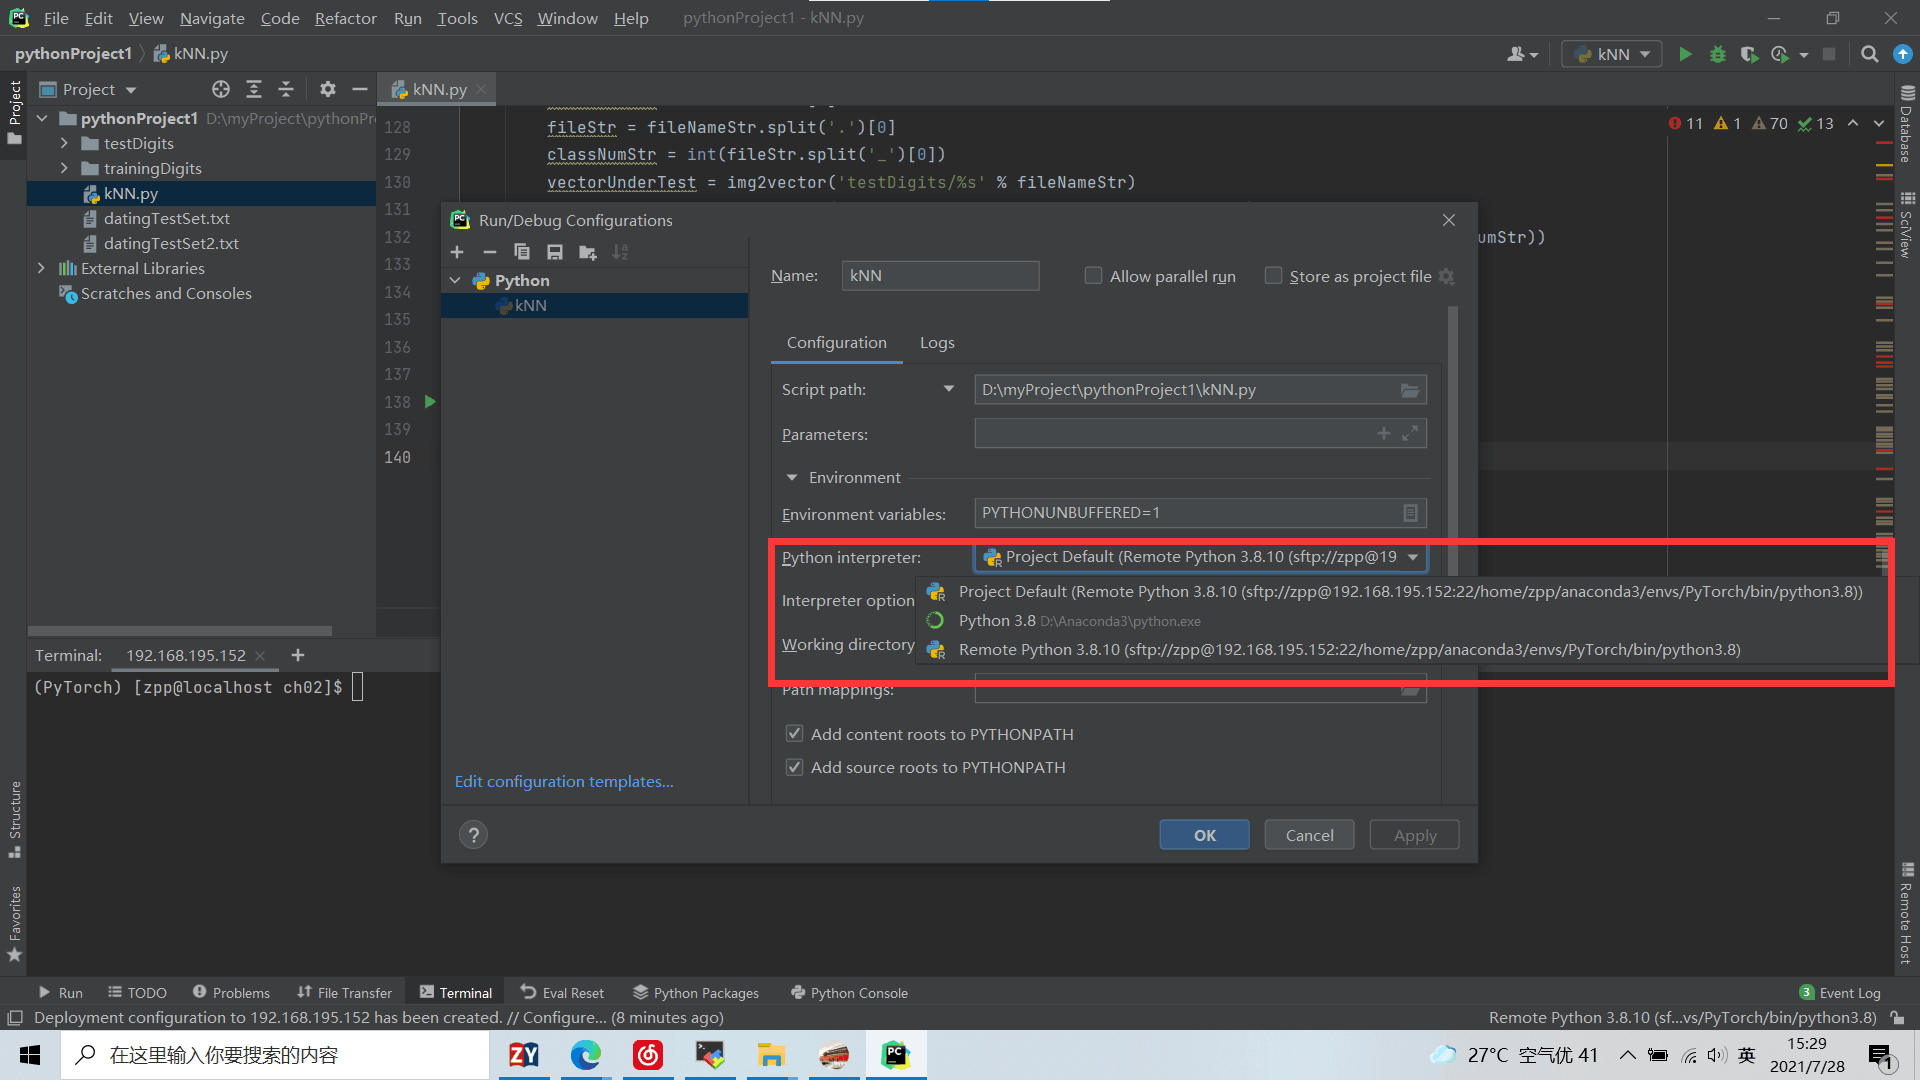 File Edit View Navigate Code Refactor Run Tools VCS Window Help pythonProject1 - kNN.py
pythonProject1 kNN.py kNN
Project Project kNN.py
pythonProject1 D:\myProject\pythonPr
testDigits
trainingDigits
kNN.py
datingTestSet.txt
datingTestSet2.txt
External Libraries
Scratches and Consoles
128 fileStr = fileNameStr.split('.')[0]
129 classNumStr = int(fileStr.split('_')[0])
130 vectorUnderTest = img2vector('testDigits/%s' % fileNameStr)
131
132 umStr))
133
134
135
136
137
138
139
140
11 1 70 13
Database
SciView
Run/Debug Configurations
Python
kNN
Name: kNN Allow parallel run Store as project file
Configuration Logs
Script path: D:\myProject\pythonProject1\kNN.py
Parameters:
Environment
Environment variables: PYTHONUNBUFFERED=1
Python interpreter: Project Default (Remote Python 3.8.10 (sftp://zpp@19
Project Default (Remote Python 3.8.10 (sftp://zpp@192.168.195.152:22/home/zpp/anaconda3/envs/PyTorch/bin/python3.8))
Interpreter option
Python 3.8 D:\Anaconda3\python.exe
Working directory
Remote Python 3.8.10 (sftp://zpp@192.168.195.152:22/home/zpp/anaconda3/envs/PyTorch/bin/python3.8)
Path mappings:
Add content roots to PYTHONPATH
Add source roots to PYTHONPATH
Edit configuration templates...
? OK Cancel Apply
Terminal: 192.168.195.152
(PyTorch) [zpp@localhost ch02]$
Structure
Favorites
Remote Host
Run TODO Problems File Transfer Terminal Eval Reset Python Packages Python Console 3 Event Log
Deployment configuration to 192.168.195.152 has been created. // Configure... (8 minutes ago) Remote Python 3.8.10 (sf...vs/PyTorch/bin/python3.8)
在这里输入你要搜索的内容 ZY PC 27°C 空气优 41 英 15:29
2021/7/28 1